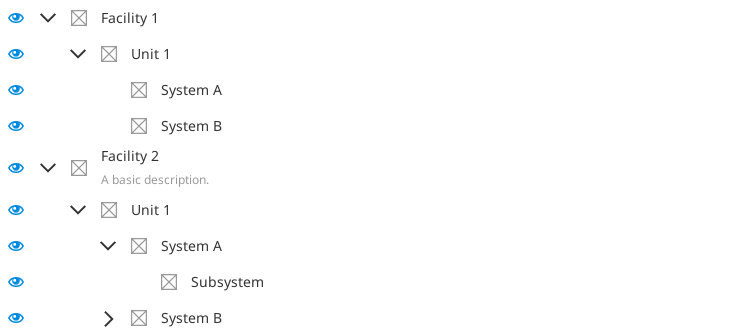 Facility 1
Unit 1
System A
System B
Facility 2
A basic description.
Unit 1
System A
Subsystem
System B